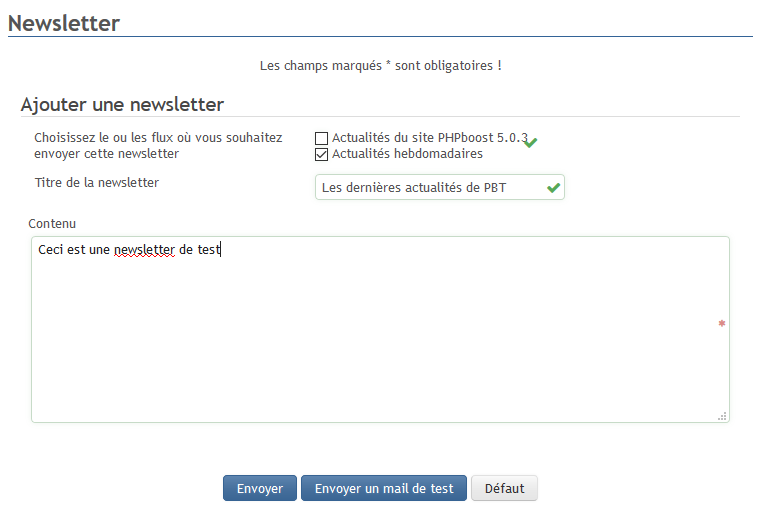 Newsletter
Les champs marqués * sont obligatoires !
Ajouter une newsletter
Choisissez le ou les flux où vous souhaitez envoyer cette newsletter
Actualités du site PHPboost 5.0.3
Actualités hebdomadaires
Titre de la newsletter
Les dernières actualités de PBT
Contenu
Ceci est une newsletter de test
*
Envoyer
Envoyer un mail de test
Défaut